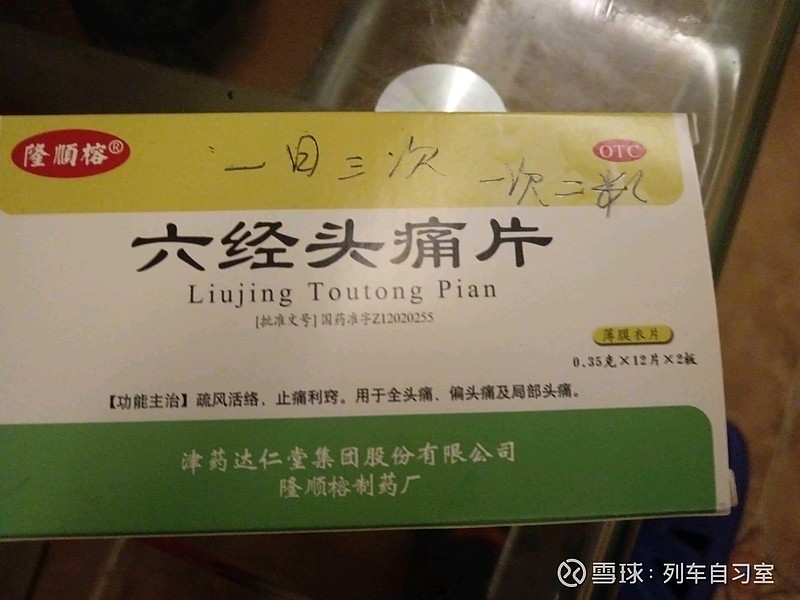 隆順榕®
一日三次 一次二粒
OTC
六经头痛片
Liujing Toutong Pian
[批准文号]国药准字Z12020255
薄膜衣片
0.35克×12片×2板
【功能主治】疏风活络、止痛利窍。用于全头痛、偏头痛及局部头痛。
津药达仁堂集团股份有限公司
隆顺榕制药厂
雪球：列车自习室